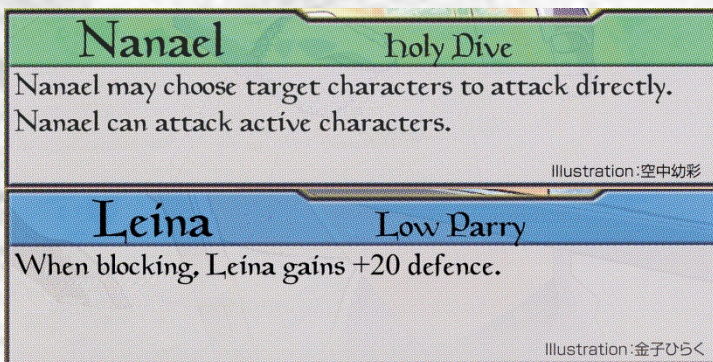 Nanael Holy Dive
Nanael may choose target characters to attack directly.
Nanael can attack active characters.
Illustration:空中幼彩
Leina Low Parry
When blocking, Leina gains +20 defence.
Illustration:金子ひらく